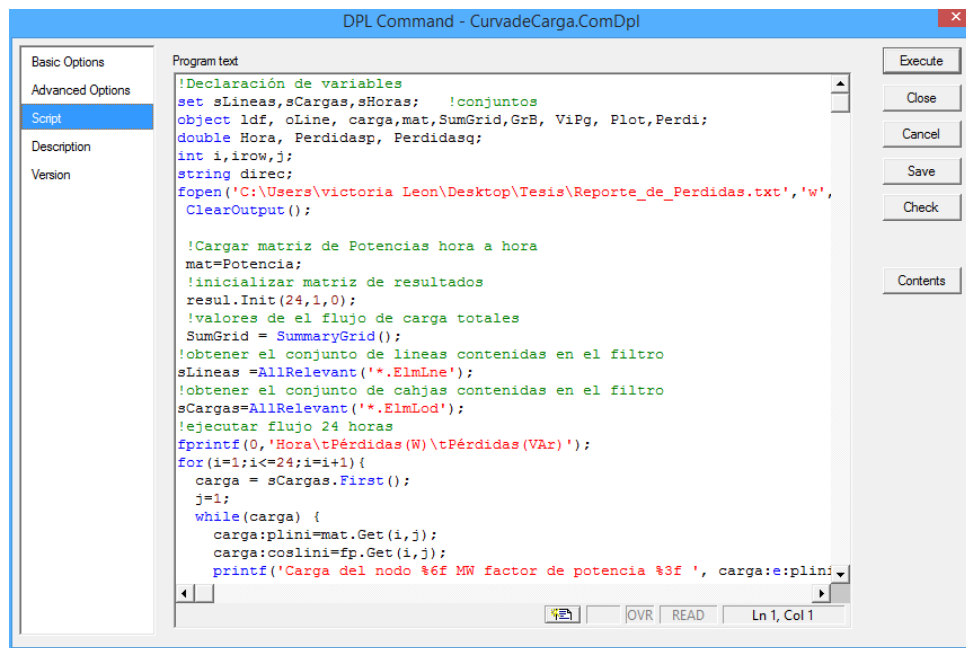 DPL Command - CurvadeCarga.ComDpl
Basic Options
Advanced Options
Script
Description
Version
Program text
!Declaración de variables
set sLineas,sCargas,sHoras;   !conjuntos
object ldf, oLine, carga,mat,SumGrid,GrB, ViPg, Plot,Perdi;
double Hora, Perdidasp, Perdidasq;
int i,irow,j;
string direc;
fopen('C:\Users\victoria Leon\Desktop\Tesis\Reporte_de_Perdidas.txt','w',
 ClearOutput();
 !Cargar matriz de Potencias hora a hora
 mat=Potencia;
 !inicializar matriz de resultados
 resul.Init(24,1,0);
 !valores de el flujo de carga totales
 SumGrid = SummaryGrid();
!obtener el conjunto de lineas contenidas en el filtro
sLineas =AllRelevant('*.ElmLne');
!obtener el conjunto de cahjas contenidas en el filtro
sCargas=AllRelevant('*.ElmLod');
!ejecutar flujo 24 horas
fprintf(0,'Hora\tPérdidas(W)\tPérdidas(VAr)');
for(i=1;i<=24;i=i+1){
  carga = sCargas.First();
  j=1;
  while(carga) {
    carga:plini=mat.Get(i,j);
    carga:coslini=fp.Get(i,j);
    printf('Carga del nodo %6f MW factor de potencia %3f ', carga:e:plini
Execute
Close
Cancel
Save
Check
Contents
OVR
READ
Ln 1, Col 1